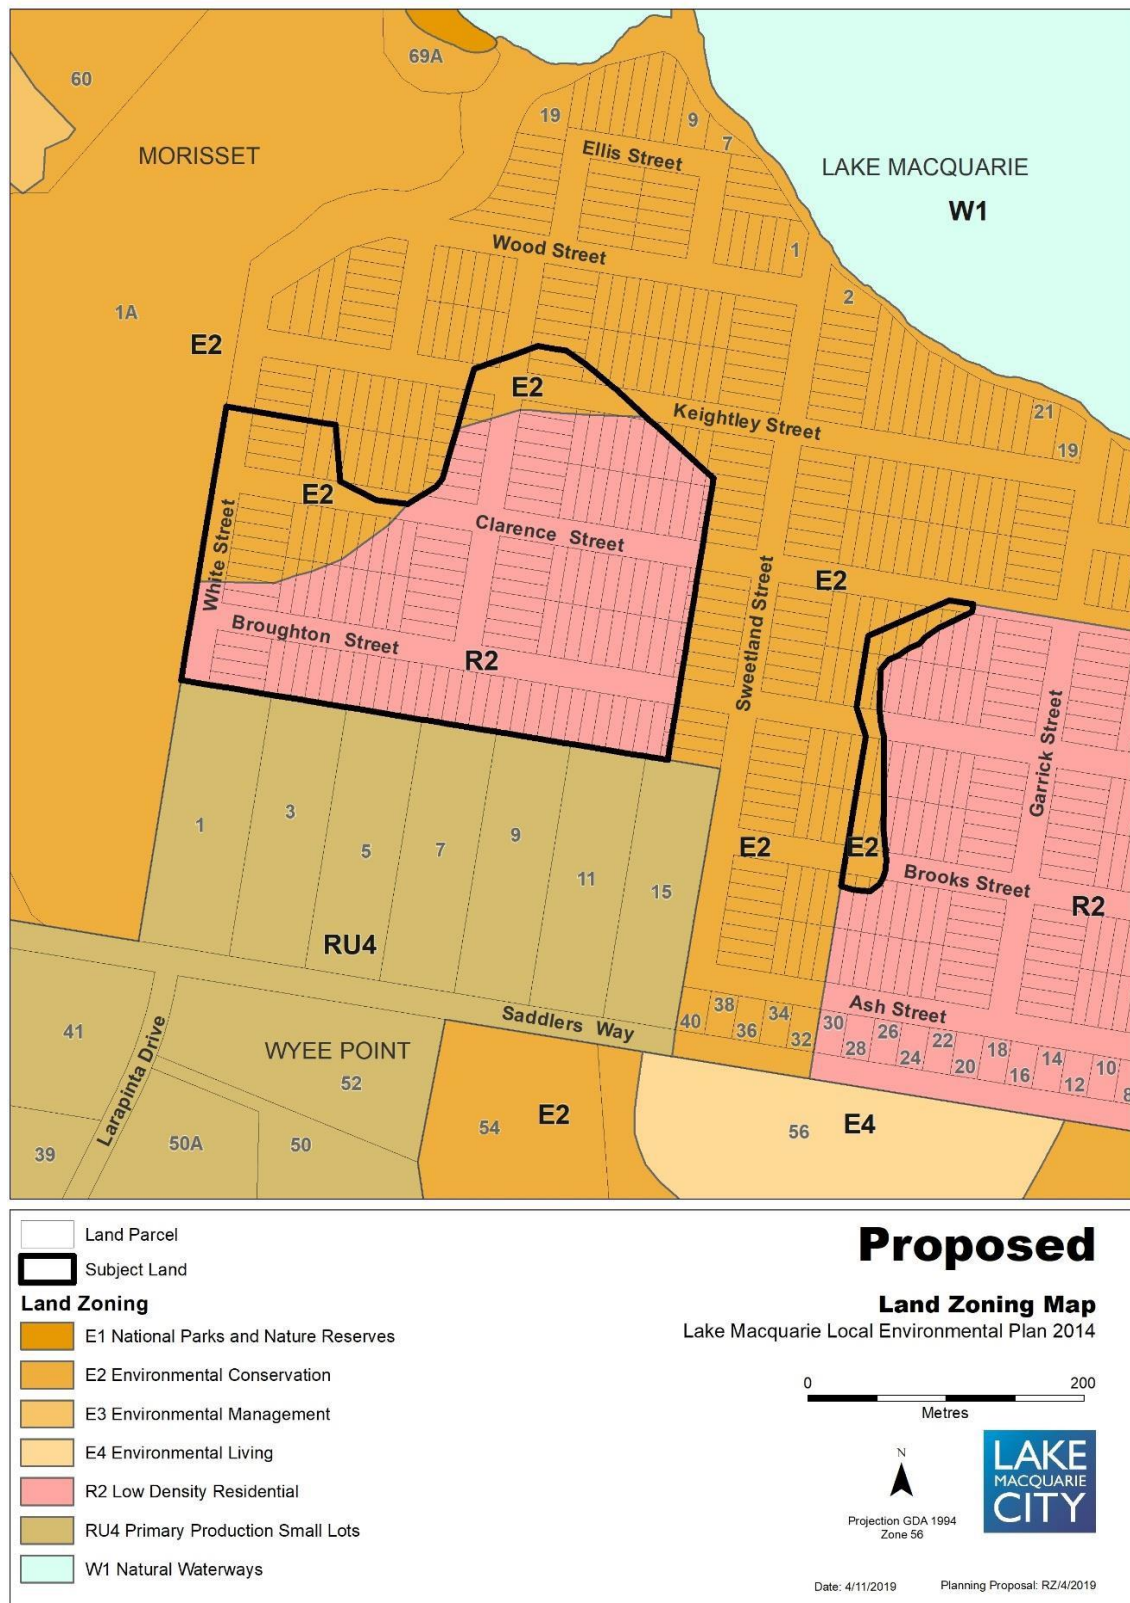 60
69A
MORISSET
19
9
7
Ellis Street
LAKE MACQUARIE
W1
Wood Street
1
2
1A
E2
E2
Keightley Street
21
19
E2
White Street
Clarence Street
Sweetland Street
E2
Broughton Street
R2
Garrick Street
1
3
5
7
9
11
15
E2
E2
Brooks Street
R2
RU4
Saddlers Way
40
38
36
34
32
Ash Street
30
28
26
24
22
20
18
16
14
12
10
8
41
Larapinta Drive
WYEE POINT
52
54
E2
56
E4
39
50A
50
Land Parcel
Subject Land
Land Zoning
E1 National Parks and Nature Reserves
E2 Environmental Conservation
E3 Environmental Management
E4 Environmental Living
R2 Low Density Residential
RU4 Primary Production Small Lots
W1 Natural Waterways
Proposed
Land Zoning Map
Lake Macquarie Local Environmental Plan 2014
0 200
Metres
N
Projection GDA 1994
Zone 56
LAKE
MACQUARIE
CITY
Date: 4/11/2019 Planning Proposal: RZ/4/2019